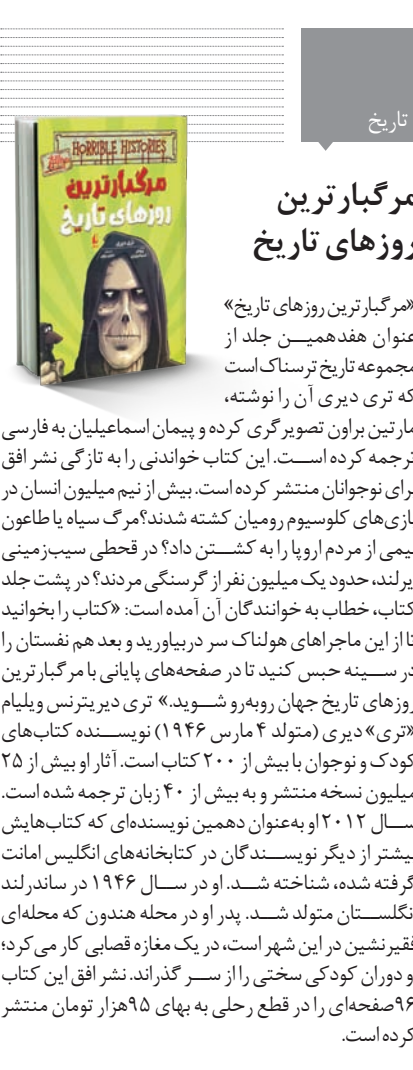 تاریخ
HORRIBLE HISTORIES
مرگبارترین
روزهای تاریخ
مرگبارترین
روزهای تاریخ
«مرگبارترین روزهای تاریخ»
عنوان هفدهمین جلد از
مجموعه تاریخ ترسناک است
که تری دیری آن را نوشته،
مارتین براون تصویرگری کرده و پیمان اسماعیلیان به فارسی
ترجمه کرده است. این کتاب خواندنی را به تازگی نشر افق
برای نوجوانان منتشر کرده است. بیش از نیم میلیون انسان در
بازی‌های کلوسیوم رومیان کشته شدند؟مرگ سیاه یا طاعون
نیمی از مردم اروپا را به کشتن داد؟ در قحطی سیب‌زمینی
ایرلند، حدود یک میلیون نفر از گرسنگی مردند؟ در پشت جلد
کتاب، خطاب به خوانندگان آن آمده است: «کتاب را بخوانید
تا از این ماجراهای هولناک سر دربیاورید و بعد هم نفستان را
در سینه حبس کنید تا در صفحه‌های پایانی با مرگبارترین
روزهای تاریخ جهان روبه‌رو شوید.» تری دیریترنس ویلیام
«تری» دیری (متولد ۴ مارس ۱۹۴۶) نویسنده کتاب‌های
کودک و نوجوان با بیش از ۲۰۰ کتاب است. آثار او بیش از ۲۵
میلیون نسخه منتشر و به بیش از ۴۰ زبان ترجمه شده است.
سال ۲۰۱۲ او به‌عنوان دهمین نویسنده‌ای که کتاب‌هایش
بیشتر از دیگر نویسندگان در کتابخانه‌های انگلیس امانت
گرفته شده، شناخته شد. او در سال ۱۹۴۶ در ساندرلند
انگلستان متولد شد. پدر او در محله هندون که محله‌ای
فقیرنشین در این شهر است، در یک مغازه قصابی کار می‌کرد؛
و دوران کودکی سختی را از سر گذراند. نشر افق این کتاب
۹۶صفحه‌ای را در قطع رحلی به بهای ۹۵هزار تومان منتشر
کرده است.